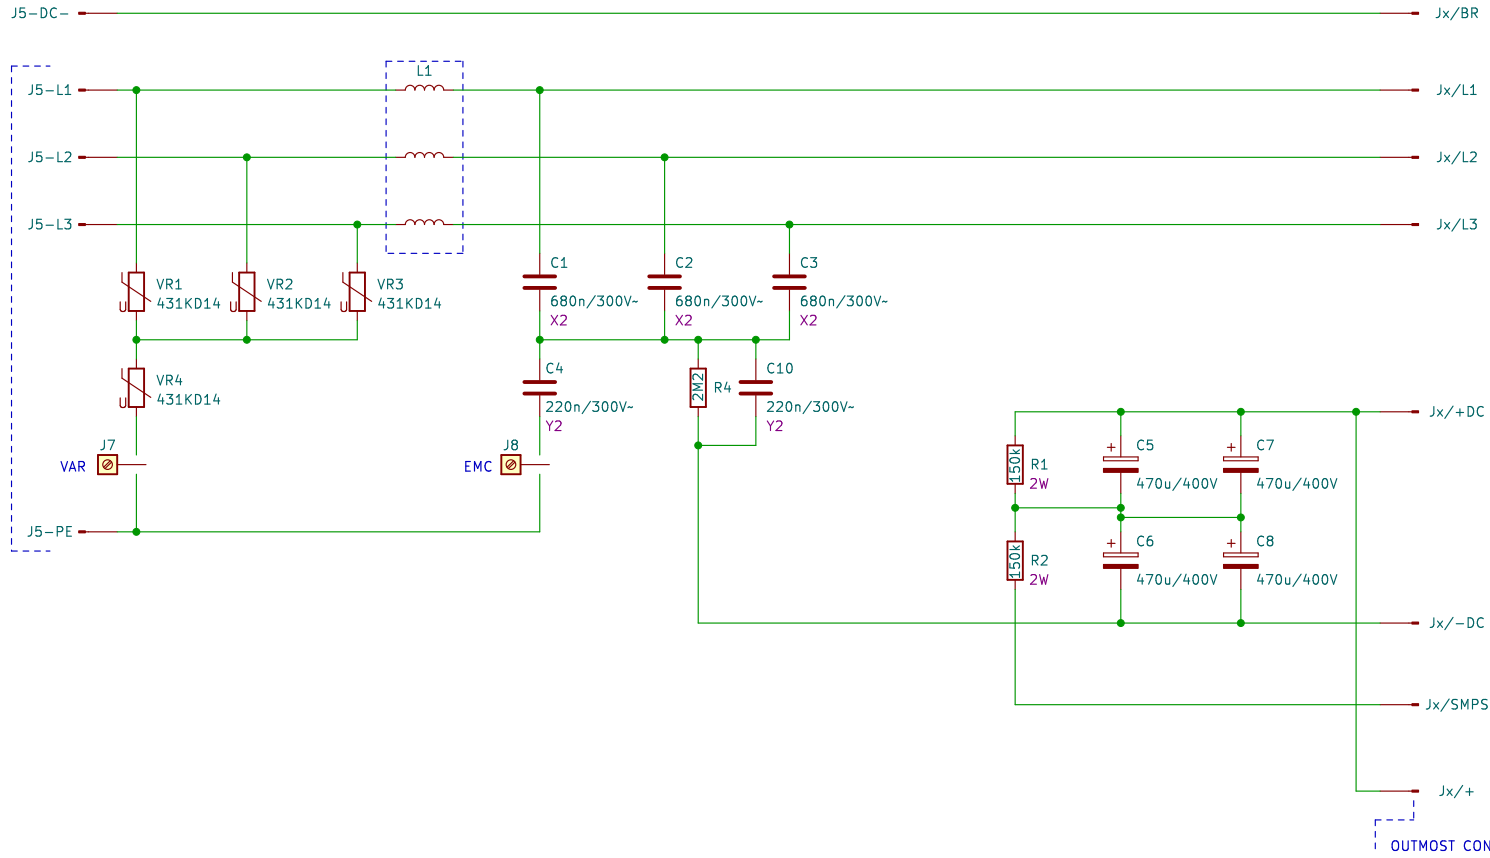 J5-DC-
Jx/BR
L1
J5-L1
Jx/L1
J5-L2
Jx/L2
J5-L3
Jx/L3
VR1
431KD14
U
VR2
431KD14
U
VR3
431KD14
U
C1
680n/300V~
X2
C2
680n/300V~
X2
C3
680n/300V~
X2
VR4
431KD14
U
C4
220n/300V~
Y2
2M2
R4
C10
220n/300V~
Y2
J7
VAR
J8
EMC
J5-PE
Jx/+DC
150k
R1
2W
+
C5
470u/400V
+
C7
470u/400V
150k
R2
2W
+
C6
470u/400V
+
C8
470u/400V
Jx/-DC
Jx/SMPS
Jx/+
OUTMOST CON